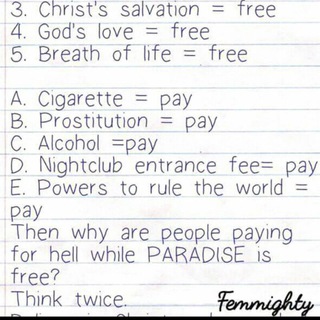 3. Christ's salvation = free
4. God's love = free
5. Breath of life = free
A. Cigarette = pay
B. Prostitution = pay
C. Alcohol =pay
D. Nightclub entrance fee= pay
E. Powers to rule the world =
pay
Then why are people paying
for hell while PARADISE is
free?
Think twice.
Femmighty